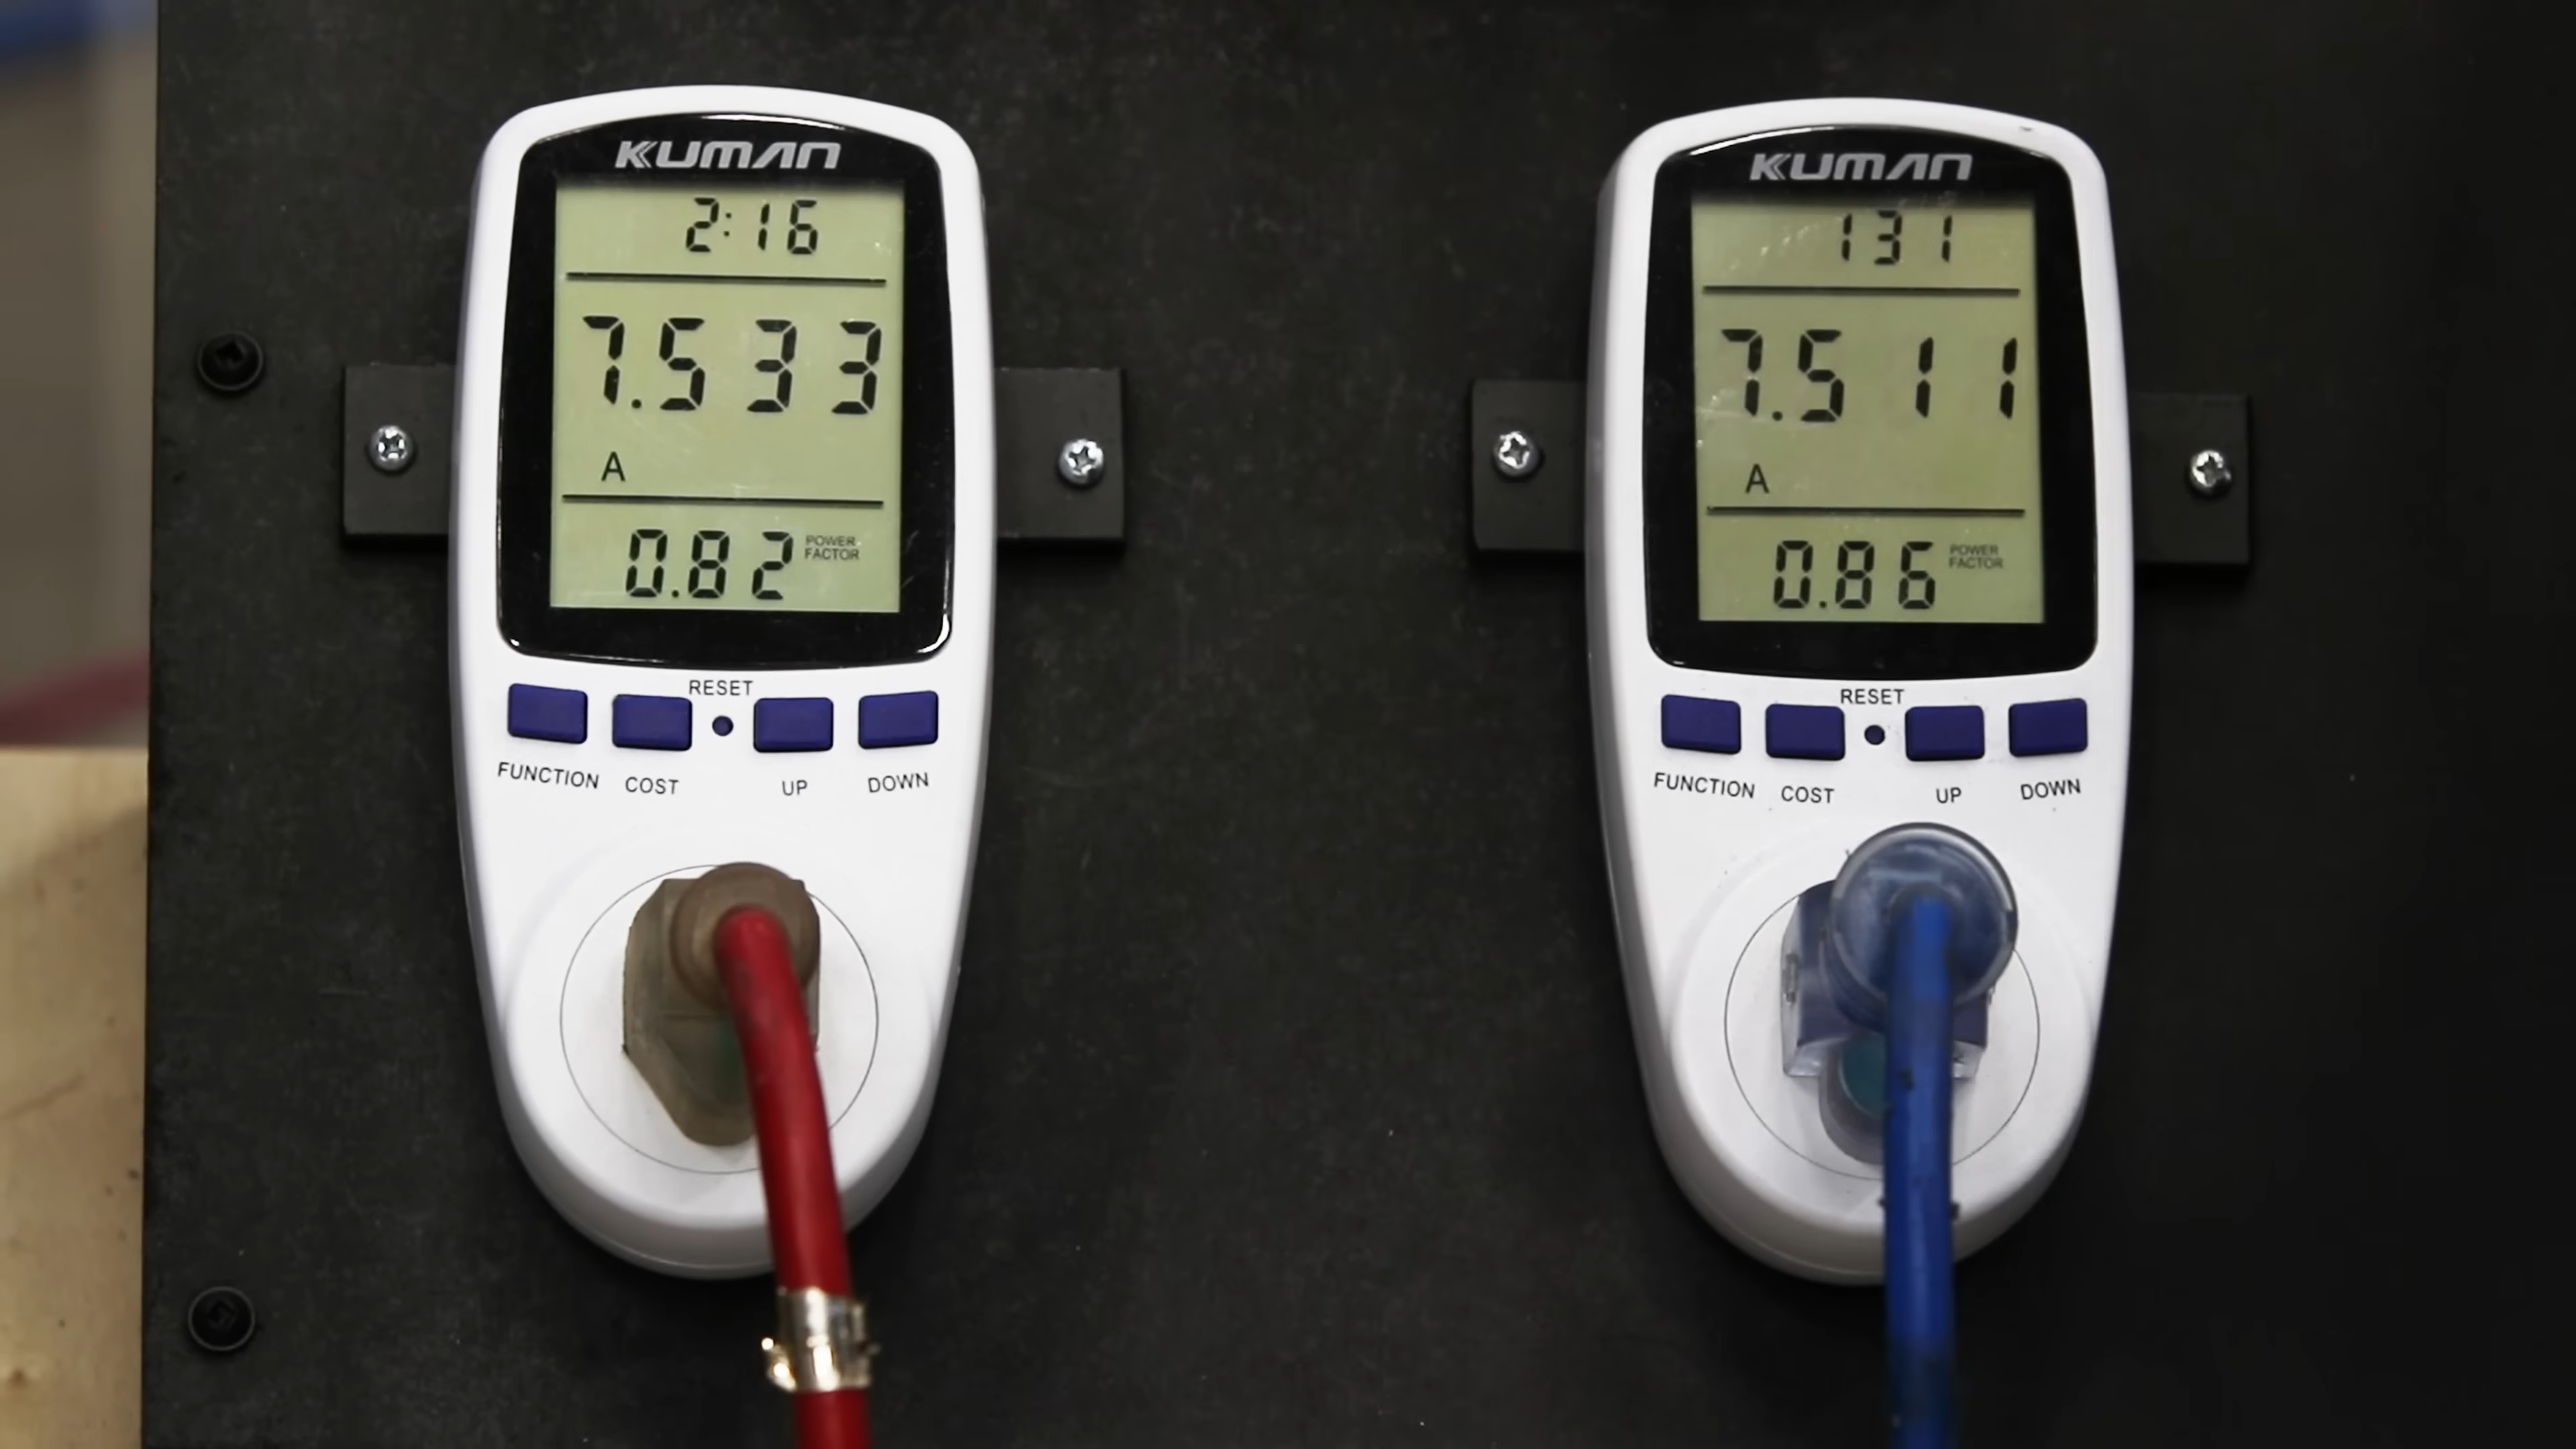 KUMAN
2:16
7.533
A
0.82 POWER FACTOR
RESET
FUNCTION COST UP DOWN
KUMAN
131
7.511
A
0.86 POWER FACTOR
RESET
FUNCTION COST UP DOWN